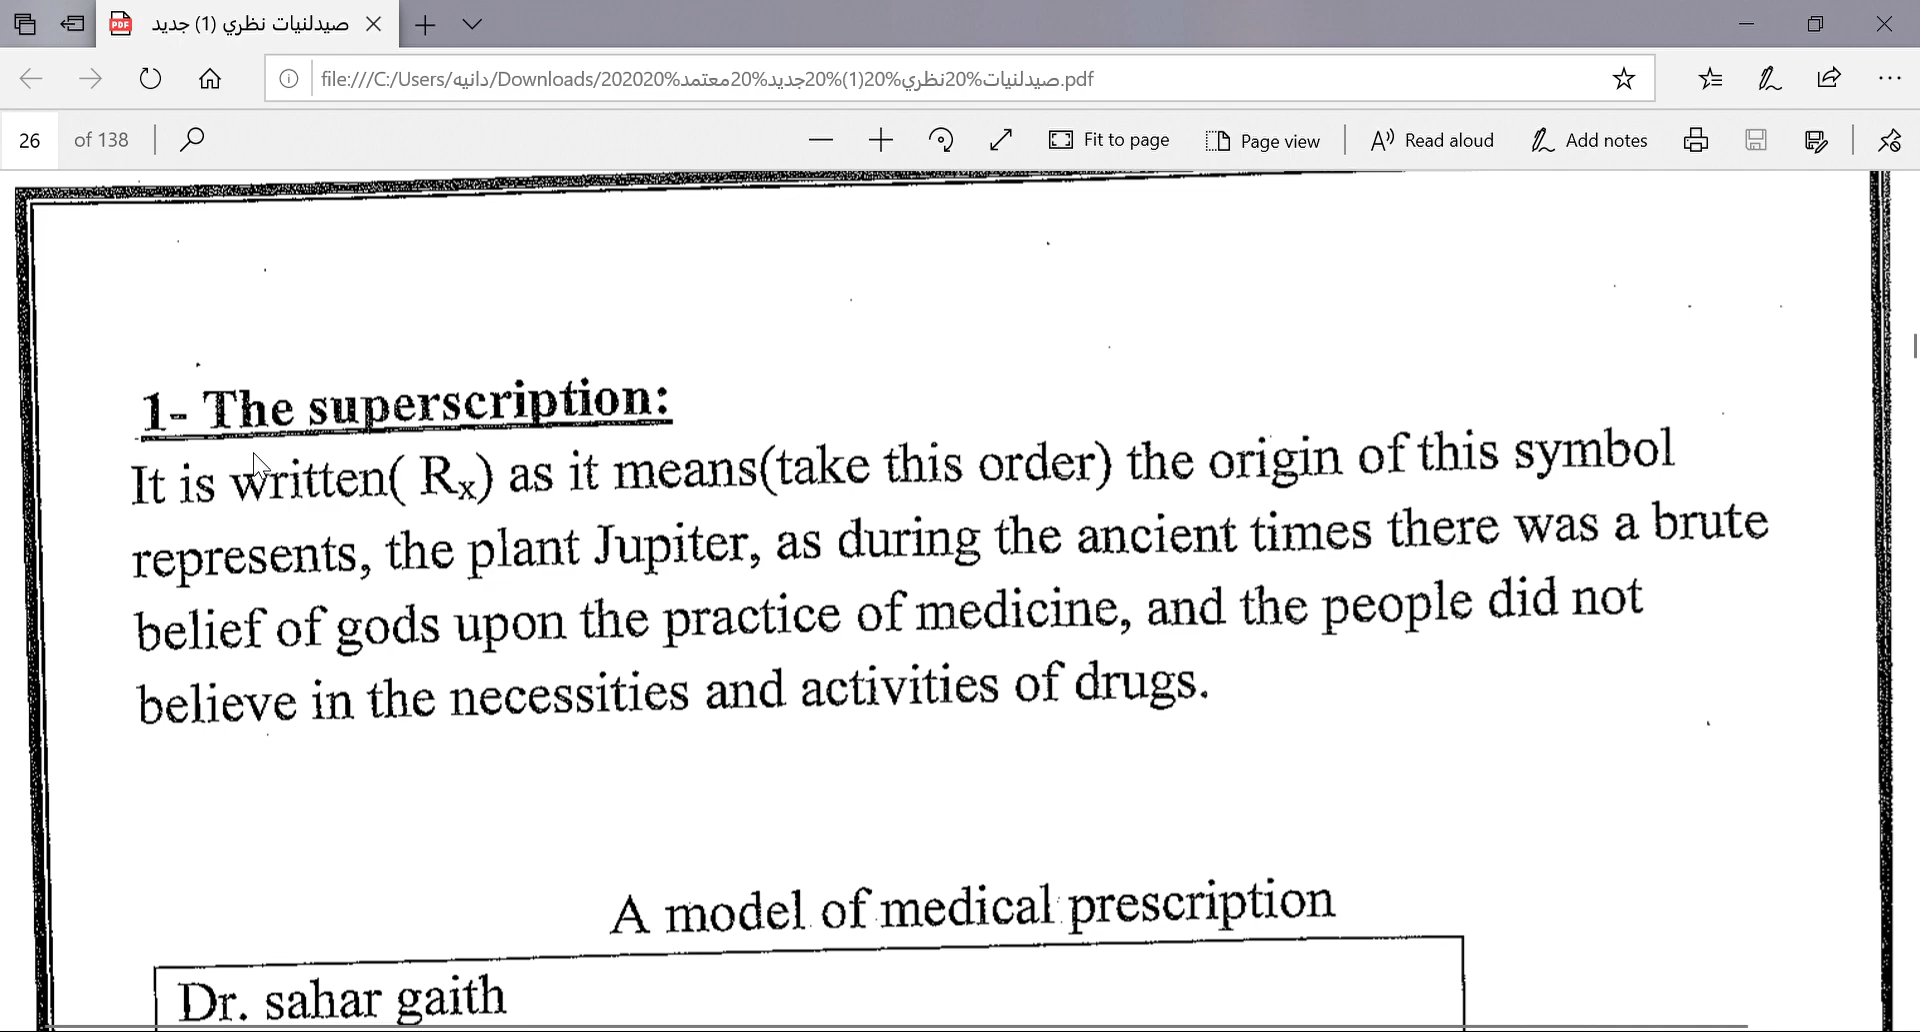 صيدلنيات نظري (1) جديد
file:///C:/Users/دانيه/Downloads/202020%صيدلنيات%20نظري%20(1)%20جديد%20معتمد.pdf
26 of 138
Fit to page
Page view
Read aloud
Add notes
1- The superscription:
It is written( Rx) as it means(take this order) the origin of this symbol
represents, the plant Jupiter, as during the ancient times there was a brute
belief of gods upon the practice of medicine, and the people did not
believe in the necessities and activities of drugs.
A model of medical prescription
Dr. sahar gaith